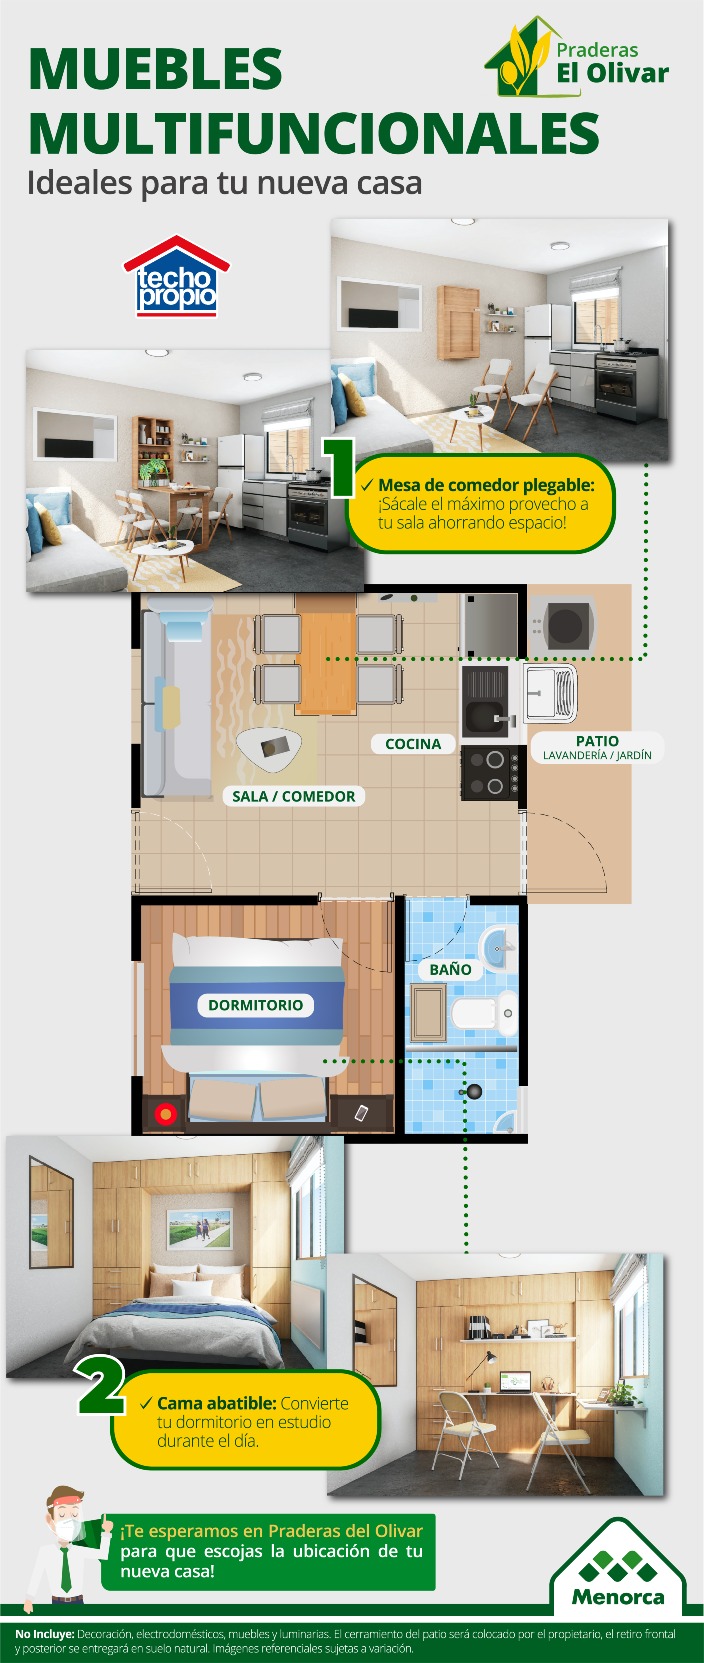 Praderas
El Olivar
MUEBLES
MULTIFUNCIONALES
Ideales para tu nueva casa
techo
propio
1
✓ Mesa de comedor plegable:
¡Sácale el máximo provecho a
tu sala ahorrando espacio!
COCINA
PATIO
LAVANDERÍA / JARDÍN
SALA / COMEDOR
BAÑO
DORMITORIO
2
✓ Cama abatible: Convierte
tu dormitorio en estudio
durante el día.
¡Te esperamos en Praderas del Olivar
para que escojas la ubicación de tu
nueva casa!
Menorca
No Incluye: Decoración, electrodomésticos, muebles y luminarias. El cerramiento del patio será colocado por el propietario, el retiro frontal
y posterior se entregará en suelo natural. Imágenes referenciales sujetas a variación.